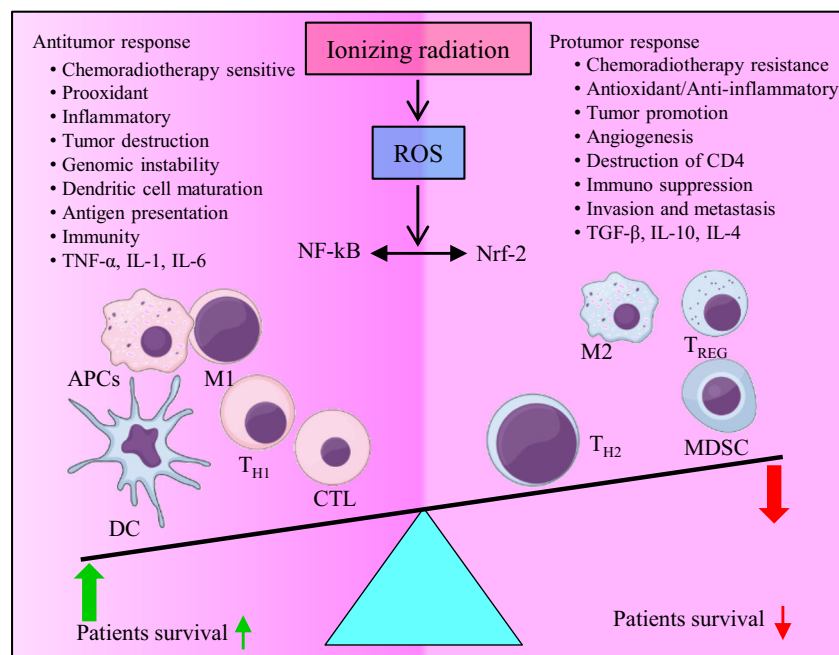 Ionizing radiation
ROS
NF-kB
Nrf-2
Antitumor response
• Chemoradiotherapy sensitive
• Prooxidant
• Inflammatory
• Tumor destruction
• Genomic instability
• Dendritic cell maturation
• Antigen presentation
• Immunity
• TNF-α, IL-1, IL-6
Protumor response
• Chemoradiotherapy resistance
• Antioxidant/Anti-inflammatory
• Tumor promotion
• Angiogenesis
• Destruction of CD4
• Immuno suppression
• Invasion and metastasis
• TGF-β, IL-10, IL-4
APCs
M1
DC
TH1
CTL
M2
TREG
TH2
MDSC
Patients survival
Patients survival